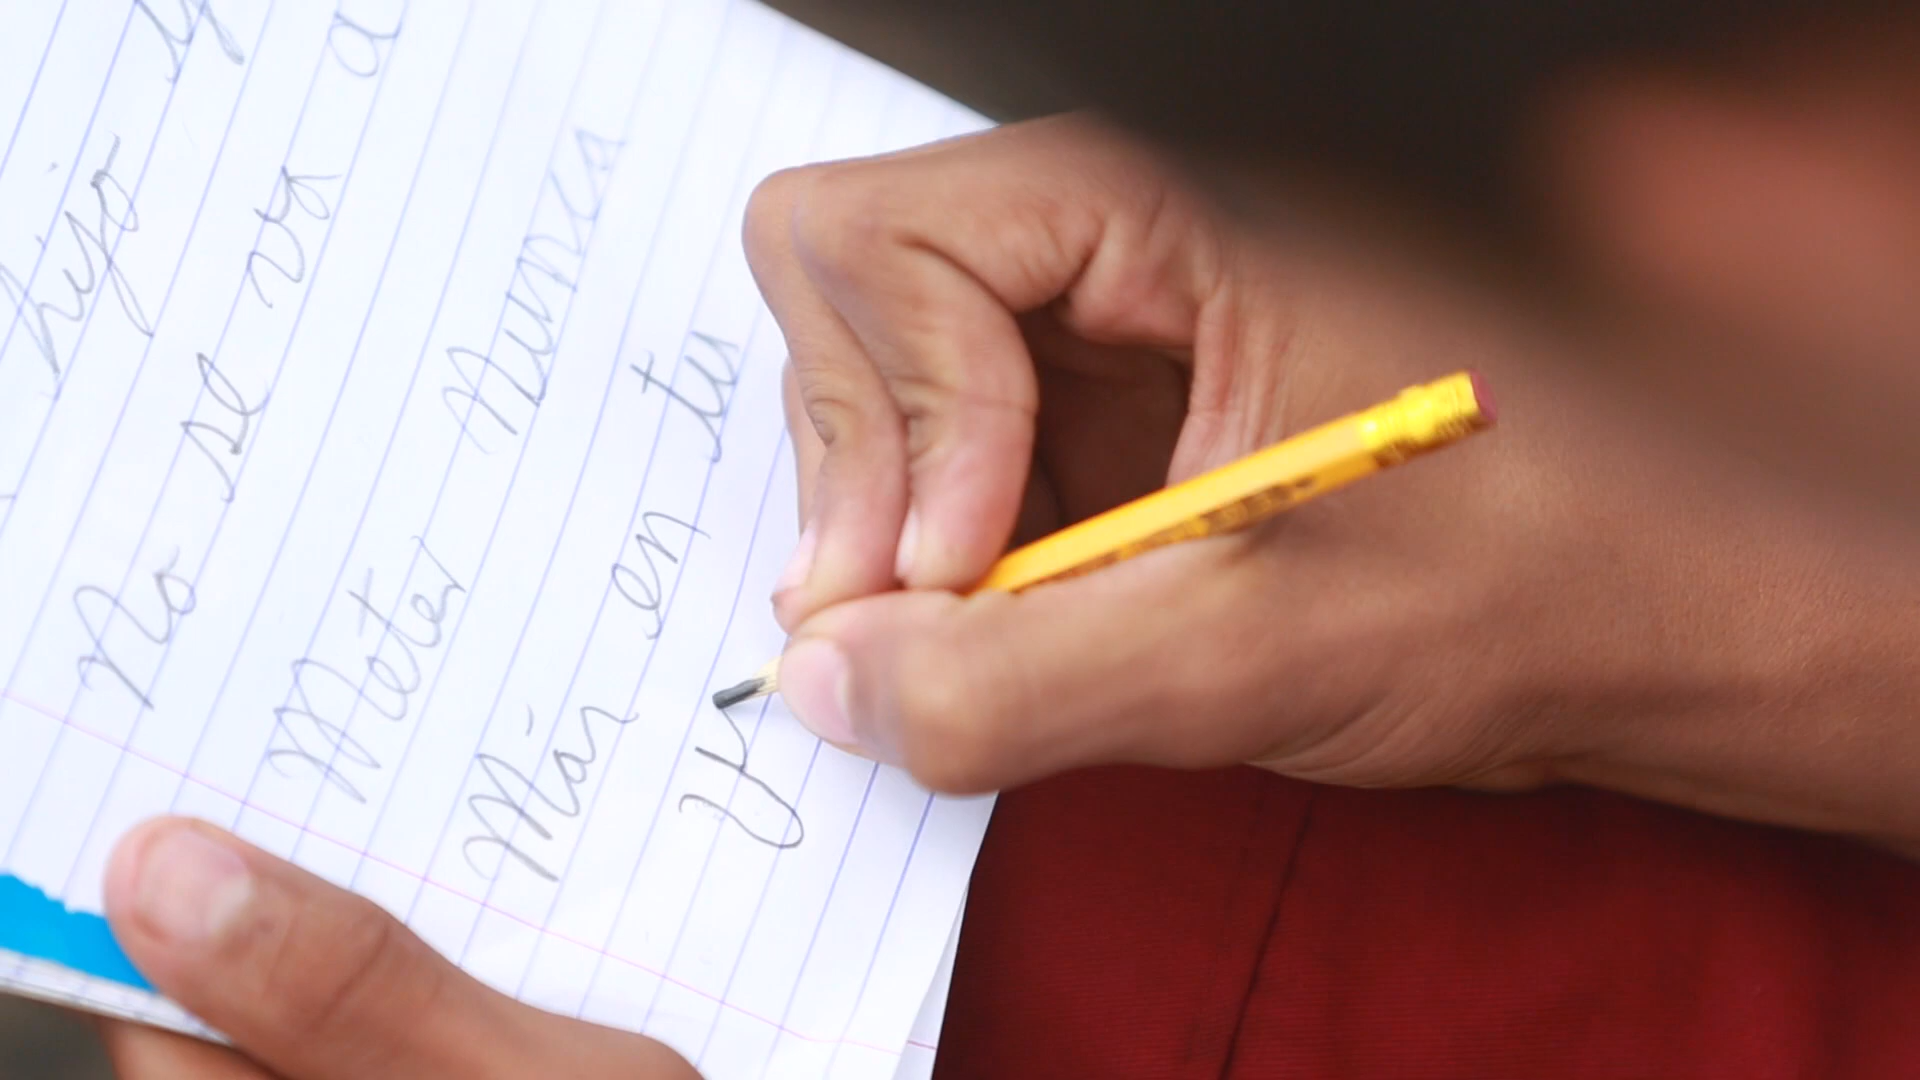 hijo y
No se va a
Meter Nunca
Más en tu
y